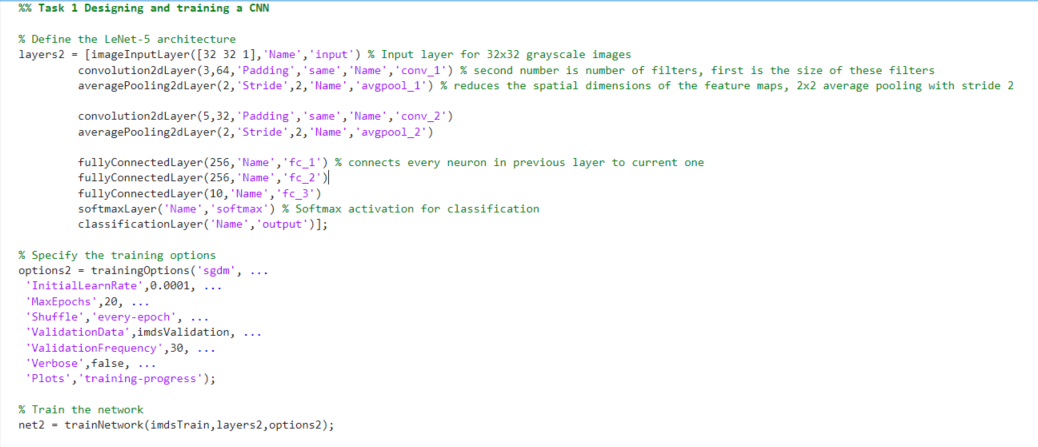 %% Task 1 Designing and training a CNN
% Define the LeNet-5 architecture
layers2 = [imageInputLayer([32 32 1],'Name','input') % Input layer for 32x32 grayscale images
convolution2dLayer(3,64,'Padding','same','Name','conv_1') % second number is number of filters, first is the size of these filters
averagePooling2dLayer(2,'Stride',2,'Name','avgpool_1') % reduces the spatial dimensions of the feature maps, 2x2 average pooling with stride 2
convolution2dLayer(5,32,'Padding','same','Name','conv_2')
averagePooling2dLayer(2,'Stride',2,'Name','avgpool_2')
fullyConnectedLayer(256,'Name','fc_1') % connects every neuron in previous layer to current one
fullyConnectedLayer(256,'Name','fc_2')
fullyConnectedLayer(10,'Name','fc_3')
softmaxLayer('Name','softmax') % Softmax activation for classification
classificationLayer('Name','output')];
% Specify the training options
options2 = trainingOptions('sgdm', ...
'InitialLearnRate',0.0001, ...
'MaxEpochs',20, ...
'Shuffle','every-epoch', ...
'ValidationData',imdsValidation, ...
'ValidationFrequency',30, ...
'Verbose',false, ...
'Plots','training-progress');
% Train the network
net2 = trainNetwork(imdsTrain,layers2,options2);